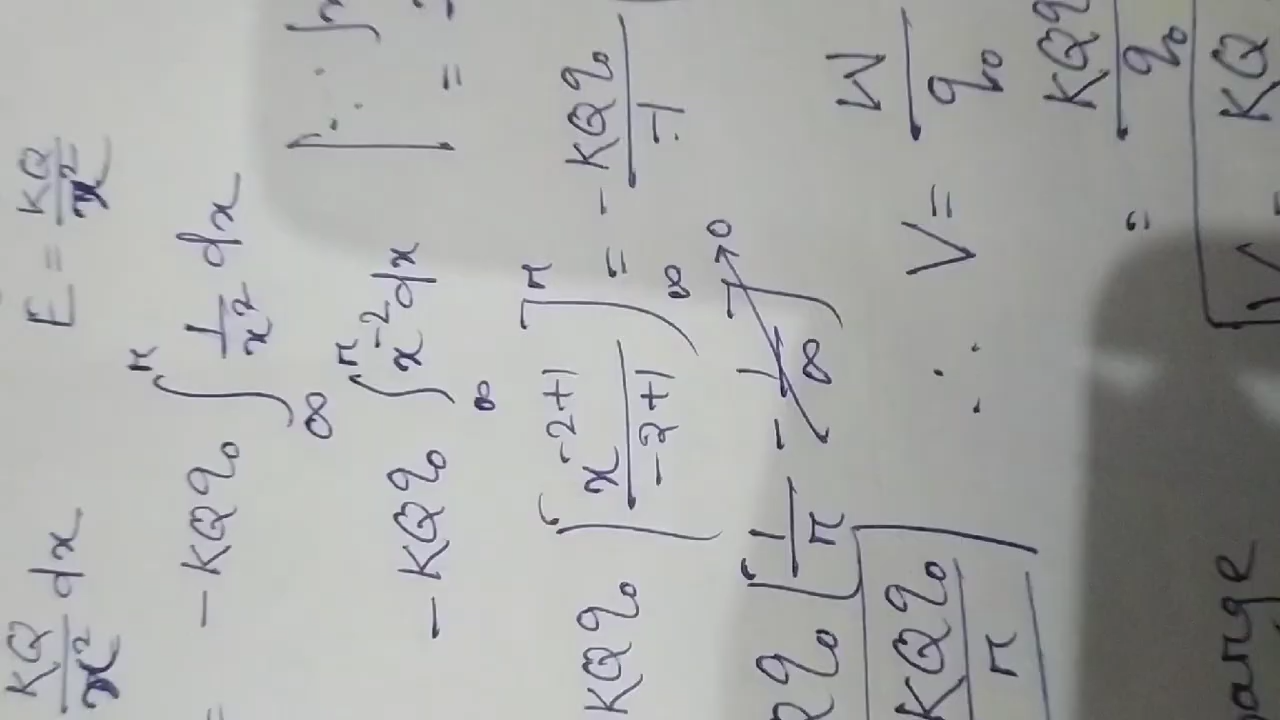 KQ/x² dx E = KQ/x²
= - KQq₀ ∫_∞^r 1/x² dx
- KQq₀ ∫_∞^r x⁻² dx
KQq₀ [x⁻²⁺¹/-2+1]_∞^r = - KQq₀/-1
Qq₀ [1/r - 1/∞] → 0
KQq₀/r ∴ V = W/q₀
= KQq₀/q₀
V = KQ